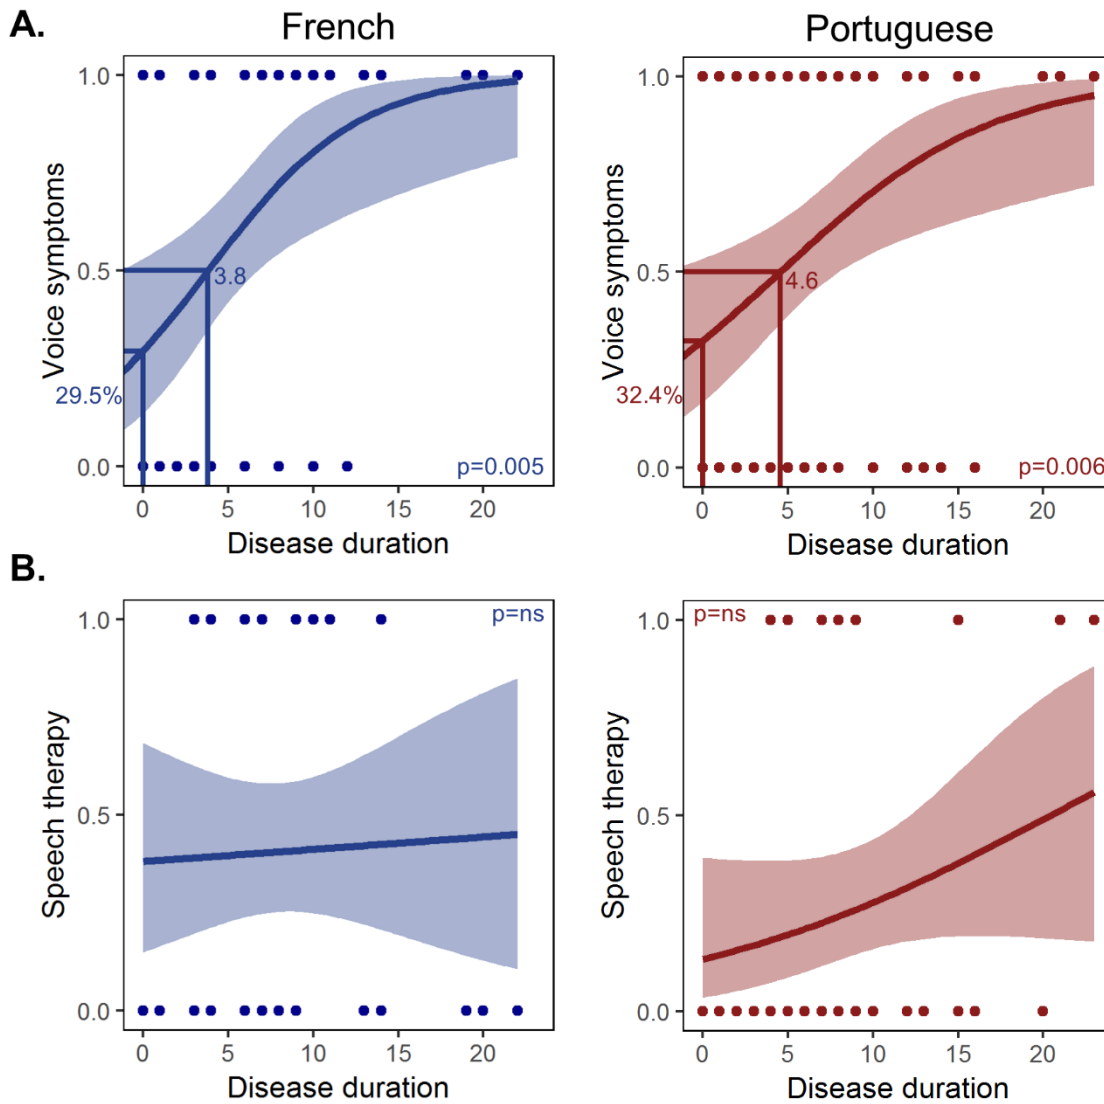 A.
French
Portuguese
1.0
0.5
0.0
Voice symptoms
3.8
29.5%
p=0.005
0 5 10 15 20
Disease duration
1.0
0.5
0.0
Voice symptoms
4.6
32.4%
p=0.006
0 5 10 15 20
Disease duration
B.
1.0
0.5
0.0
Speech therapy
p=ns
0 5 10 15 20
Disease duration
1.0
0.5
0.0
Speech therapy
p=ns
0 5 10 15 20
Disease duration